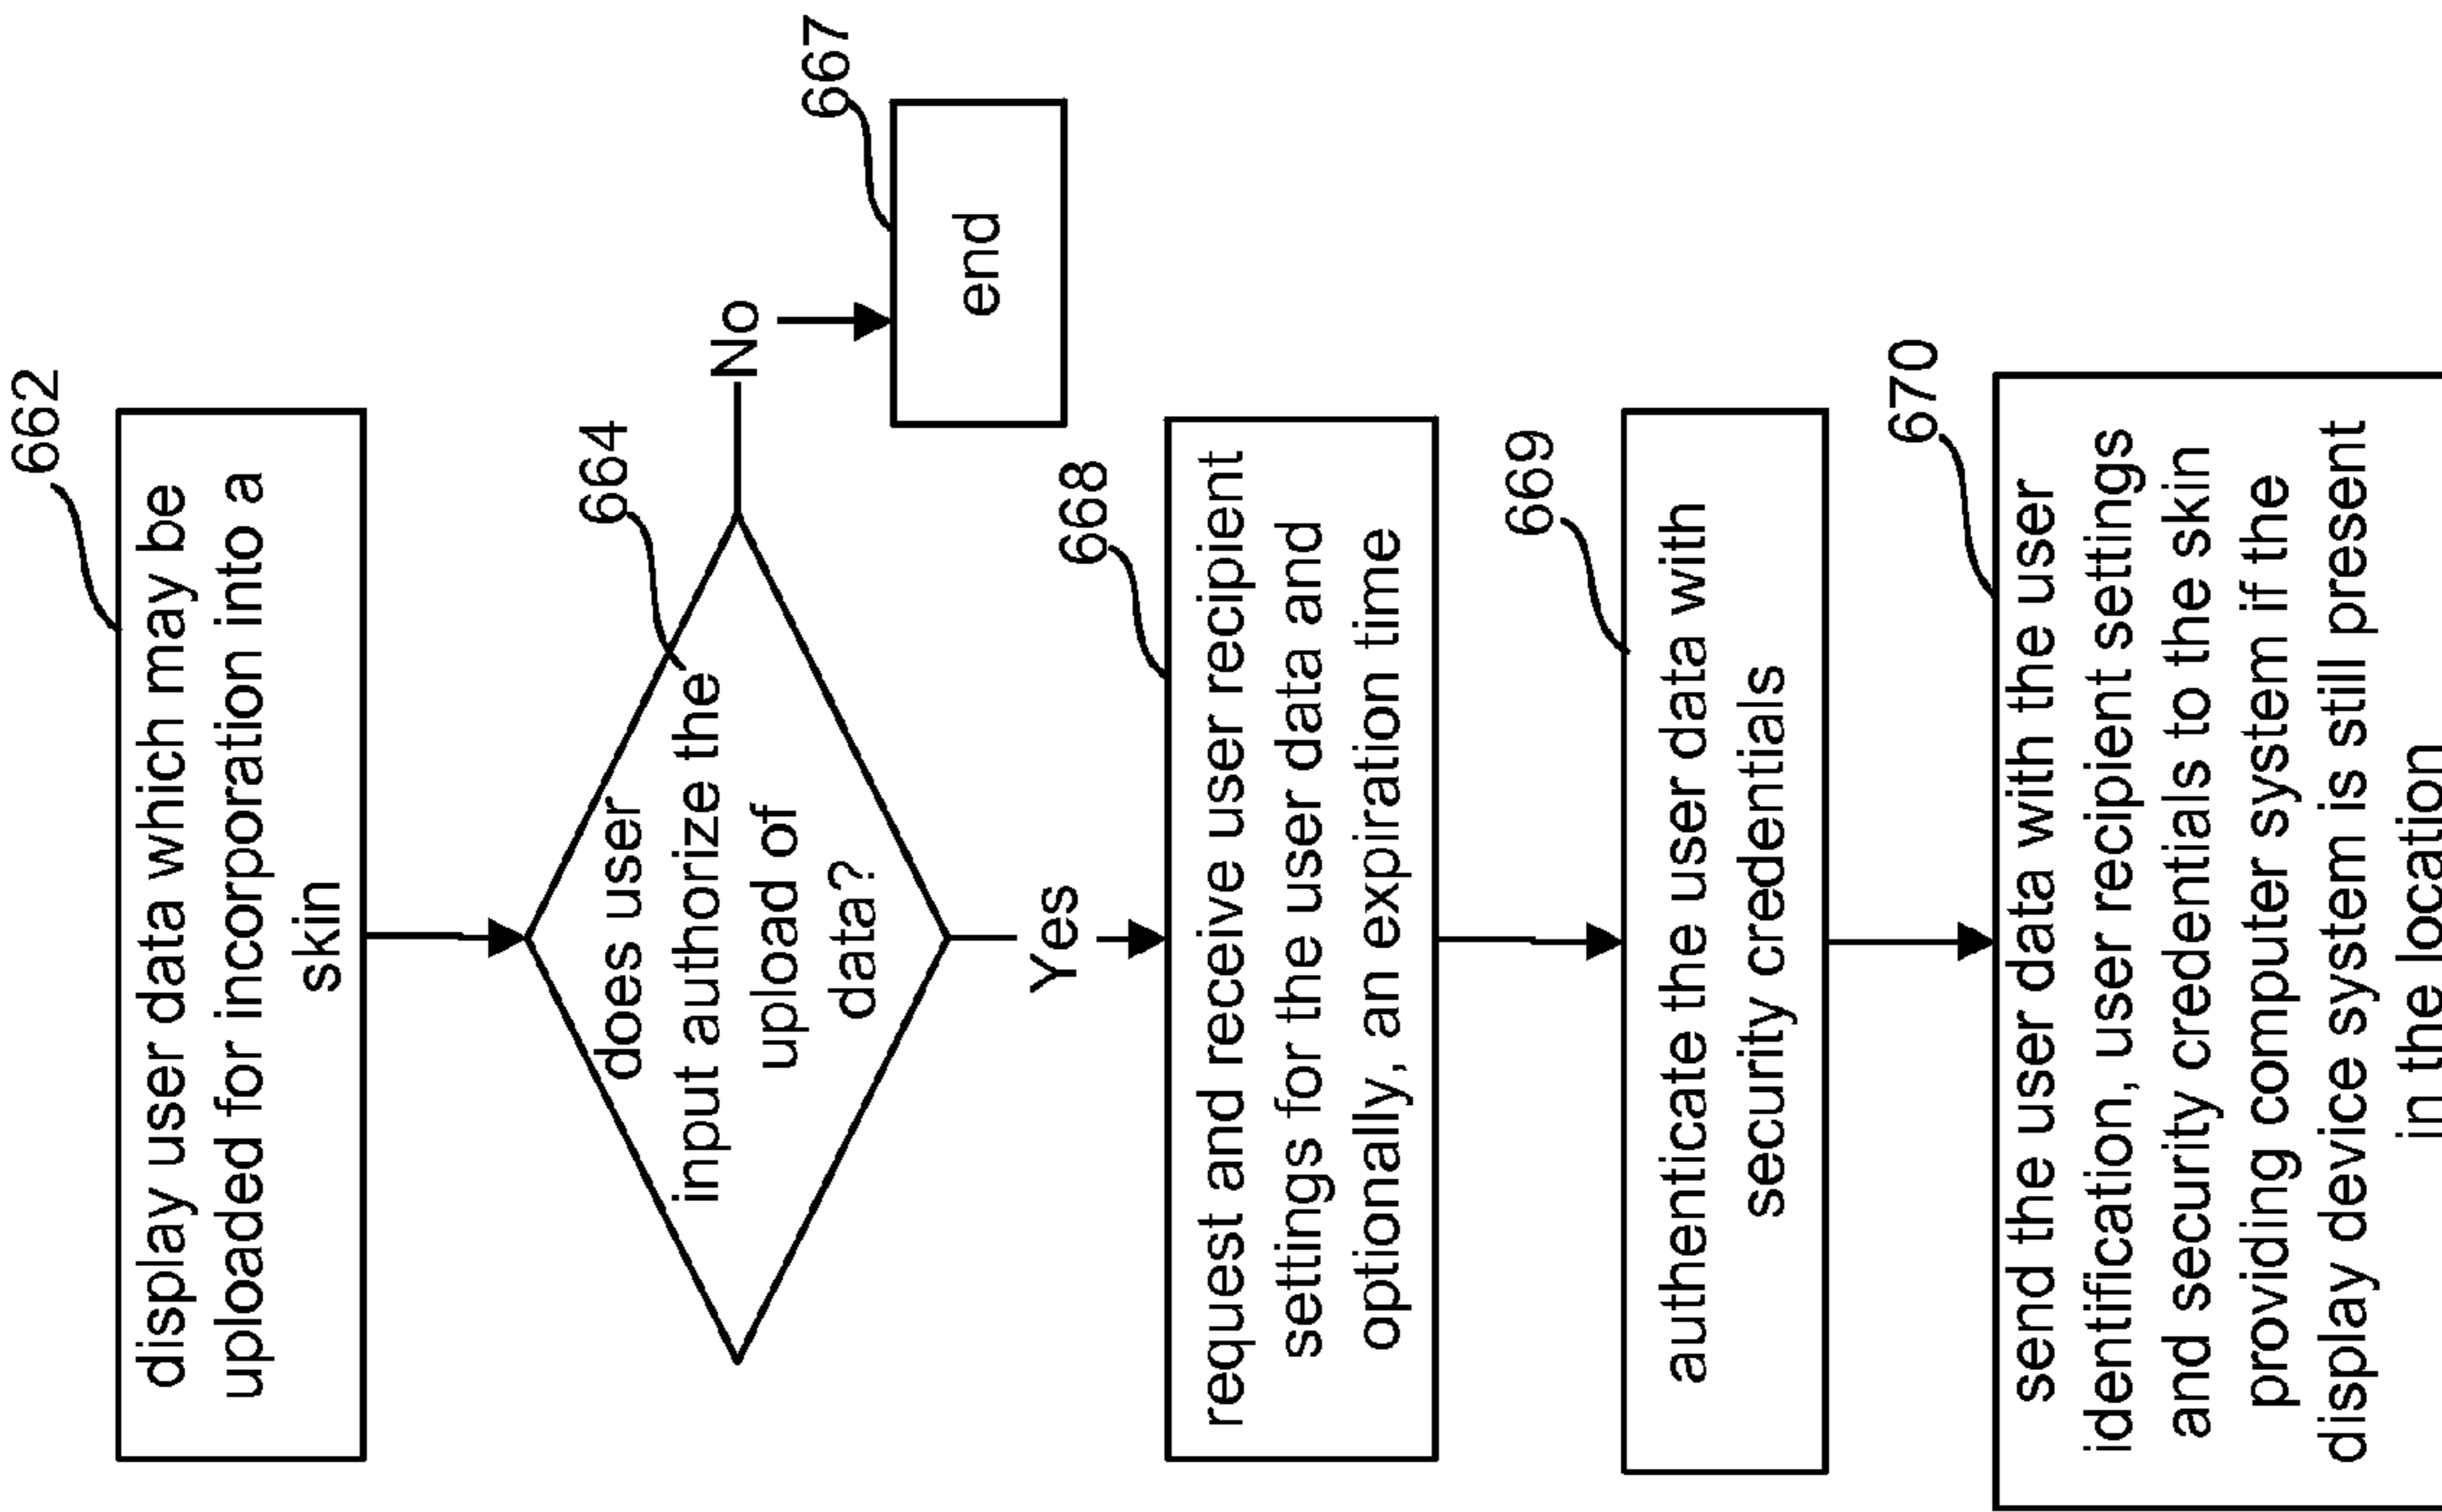 662
display user data which may be
uploaded for incorporation into a
skin
664
does user
input authorize the
upload of
data?
No
667
end
Yes
668
request and receive user recipient
settings for the user data and
optionally, an expiration time
669
authenticate the user data with
security credentials
670
send the user data with the user
identification, user recipient settings
and security credentials to the skin
providing computer system if the
display device system is still present
in the location